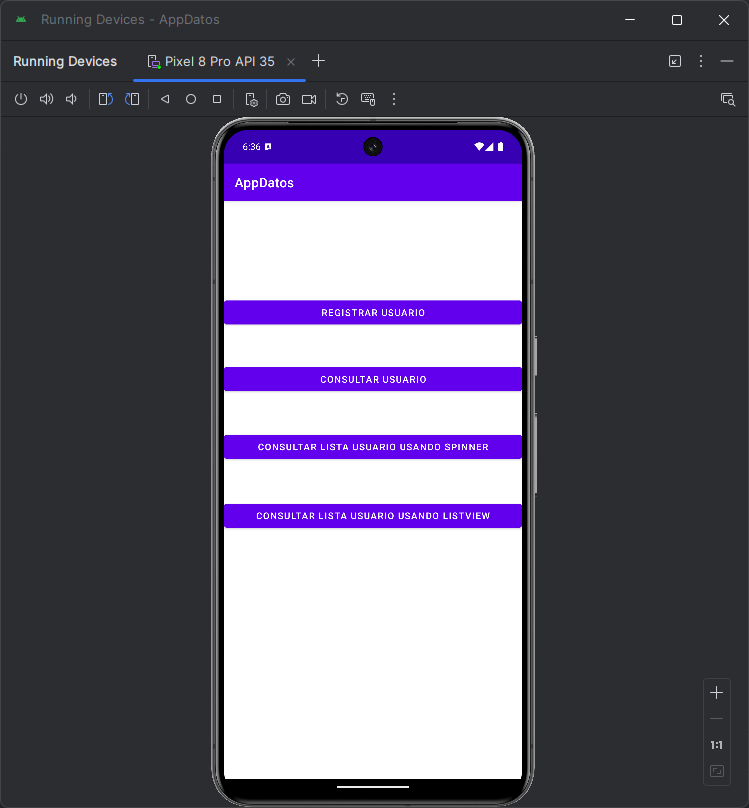 Running Devices - AppDatos
Running Devices
Pixel 8 Pro API 35
6:36
AppDatos
REGISTRAR USUARIO
CONSULTAR USUARIO
CONSULTAR LISTA USUARIO USANDO SPINNER
CONSULTAR LISTA USUARIO USANDO LISTVIEW
1:1